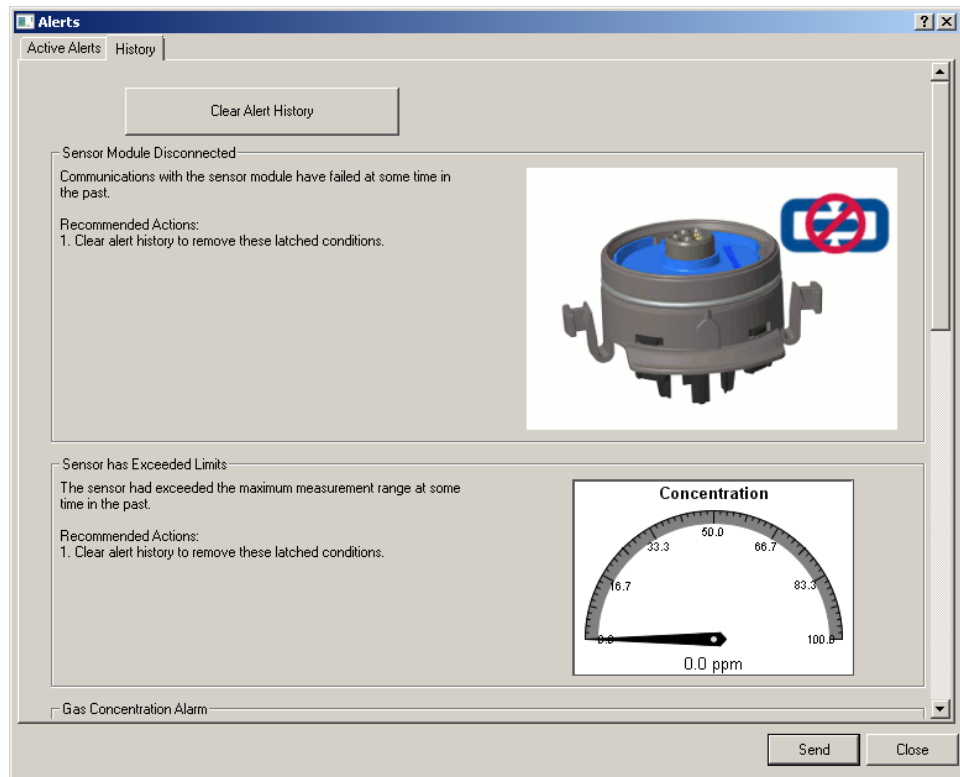 Alerts
Active Alerts
History
Clear Alert History
Sensor Module Disconnected
Communications with the sensor module have failed at some time in
the past.
Recommended Actions:
1. Clear alert history to remove these latched conditions.
Sensor has Exceeded Limits
The sensor had exceeded the maximum measurement range at some
time in the past.
Recommended Actions:
1. Clear alert history to remove these latched conditions.
Concentration
0.0
16.7
33.3
50.0
66.7
83.3
100.0
0.0 ppm
Gas Concentration Alarm
Send
Close